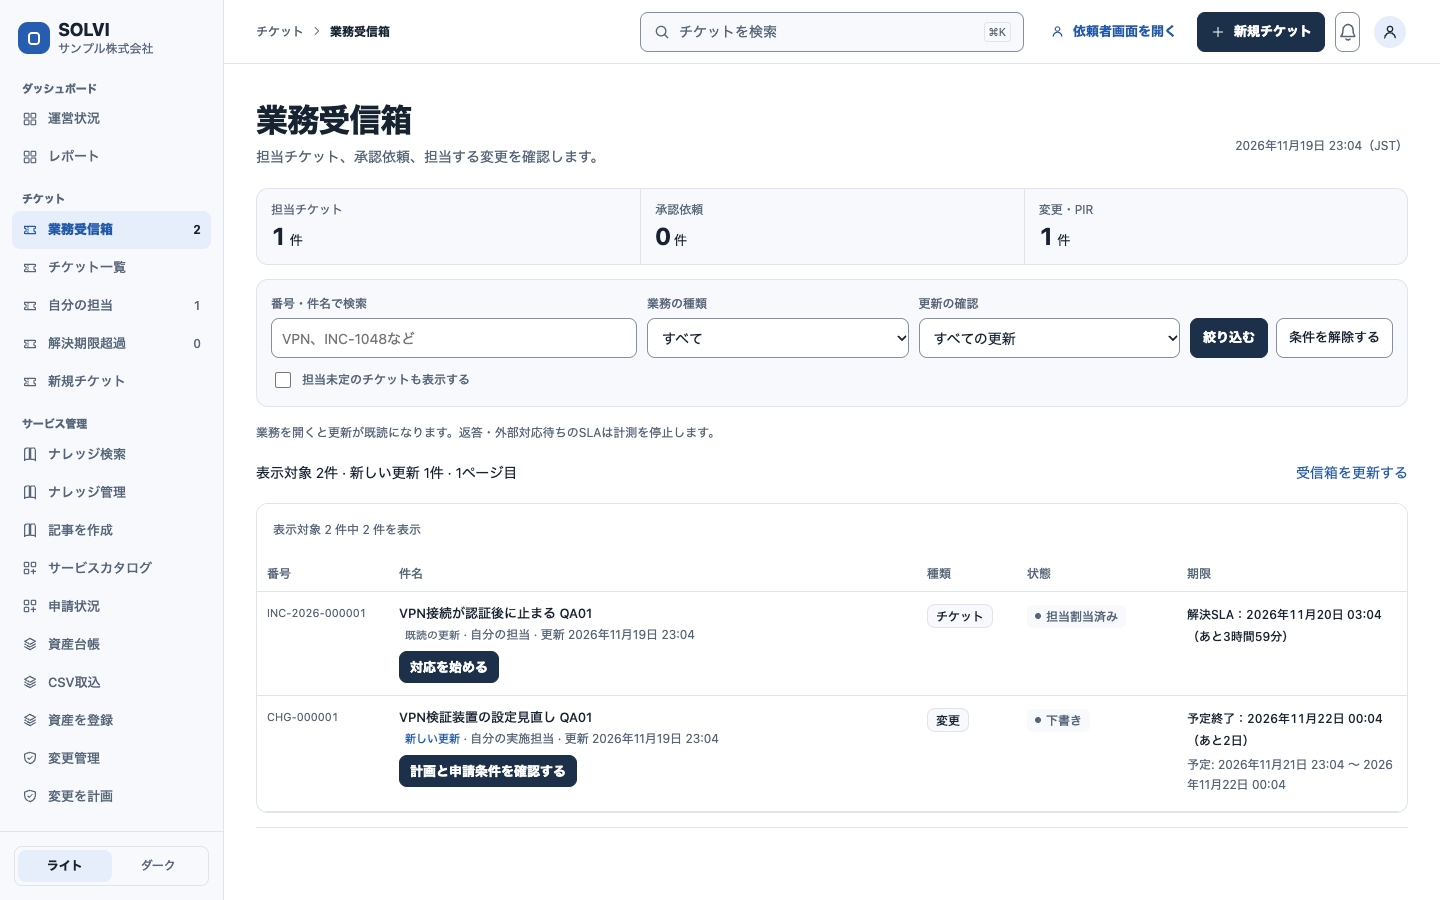 SOLVI
サンプル株式会社
ダッシュボード
運営状況
レポート
チケット
業務受信箱 2
チケット一覧
自分の担当 1
解決期限超過 0
新規チケット
サービス管理
ナレッジ検索
ナレッジ管理
記事を作成
サービスカタログ
申請状況
資産台帳
CSV取込
資産を登録
変更管理
変更を計画
ライト ダーク
チケット > 業務受信箱
チケットを検索 ⌘K
依頼者画面を開く
+ 新規チケット
業務受信箱
担当チケット、承認依頼、担当する変更を確認します。
2026年11月19日 23:04（JST）
担当チケット
1 件
承認依頼
0 件
変更・PIR
1 件
番号・件名で検索
VPN、INC-1048など
業務の種類
すべて
更新の確認
すべての更新
絞り込む
条件を解除する
担当未定のチケットも表示する
業務を開くと更新が既読になります。返答・外部対応待ちのSLAは計測を停止します。
表示対象 2件 · 新しい更新 1件 · 1ページ目
受信箱を更新する
表示対象 2 件中 2 件を表示
番号 件名 種類 状態 期限
INC-2026-000001
VPN接続が認証後に止まる QA01
既読の更新 · 自分の担当 · 更新 2026年11月19日 23:04
対応を始める
チケット
担当割当済み
解決SLA：2026年11月20日 03:04
（あと3時間59分）
CHG-000001
VPN検証装置の設定見直し QA01
新しい更新 · 自分の実施担当 · 更新 2026年11月19日 23:04
計画と申請条件を確認する
変更
下書き
予定終了：2026年11月22日 00:04
（あと2日）
予定: 2026年11月21日 23:04 〜 2026
年11月22日 00:04